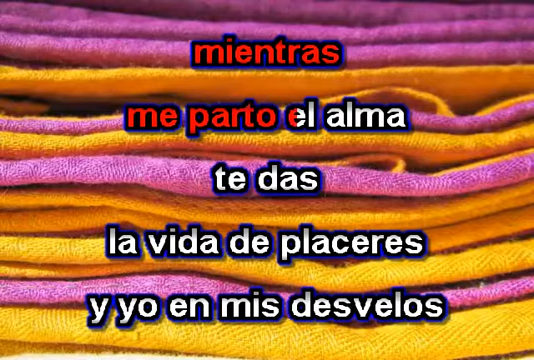 mientras
me parto el alma
te das
la vida de placeres
y yo en mis desvelos